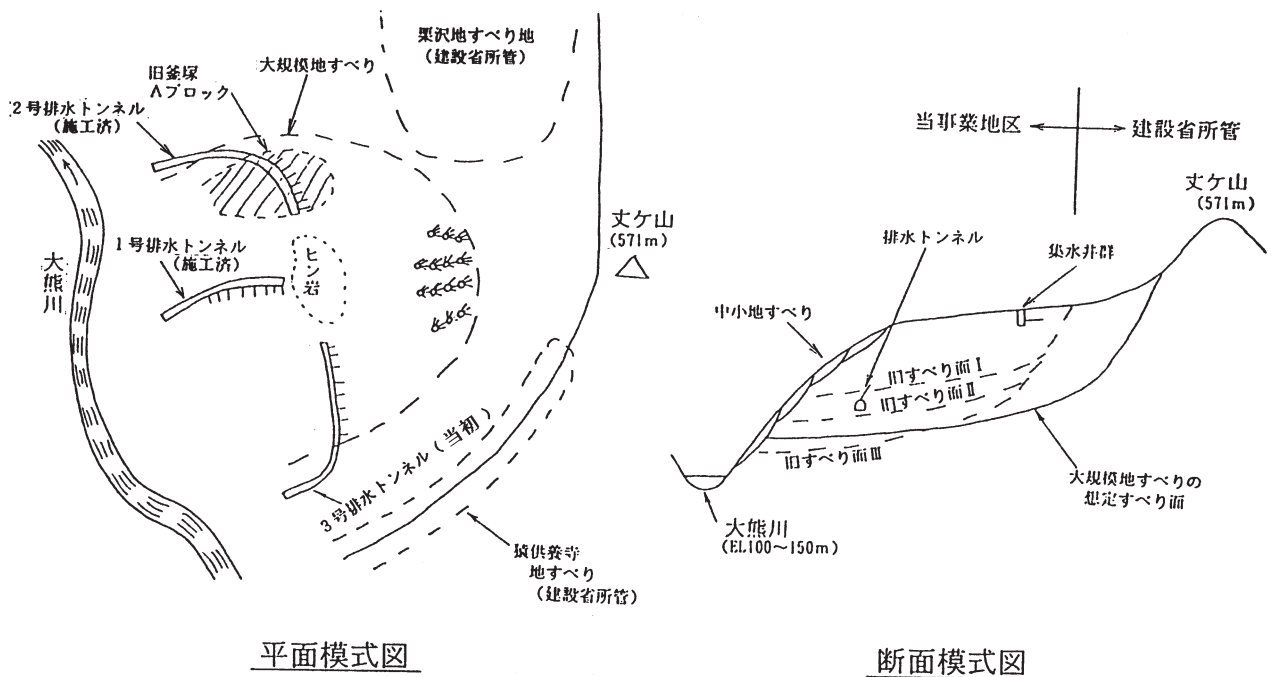 栗沢地すべり地
(建設省所管)
大規模地すべり
旧釜塚
Aブロック
2号排水トンネル
(施工済)
1号排水トンネル
(施工済)
ヒン岩
大熊川
丈ケ山
(571m)
3号排水トンネル(当初)
猿供養寺
地すべり
(建設省所管)
平面模式図
当事業地区
建設省所管
丈ケ山
(571m)
排水トンネル
集水井群
中小地すべり
旧すべり面Ⅰ
旧すべり面Ⅱ
旧すべり面Ⅲ
大規模地すべりの
想定すべり面
大熊川
(EL100~150m)
断面模式図